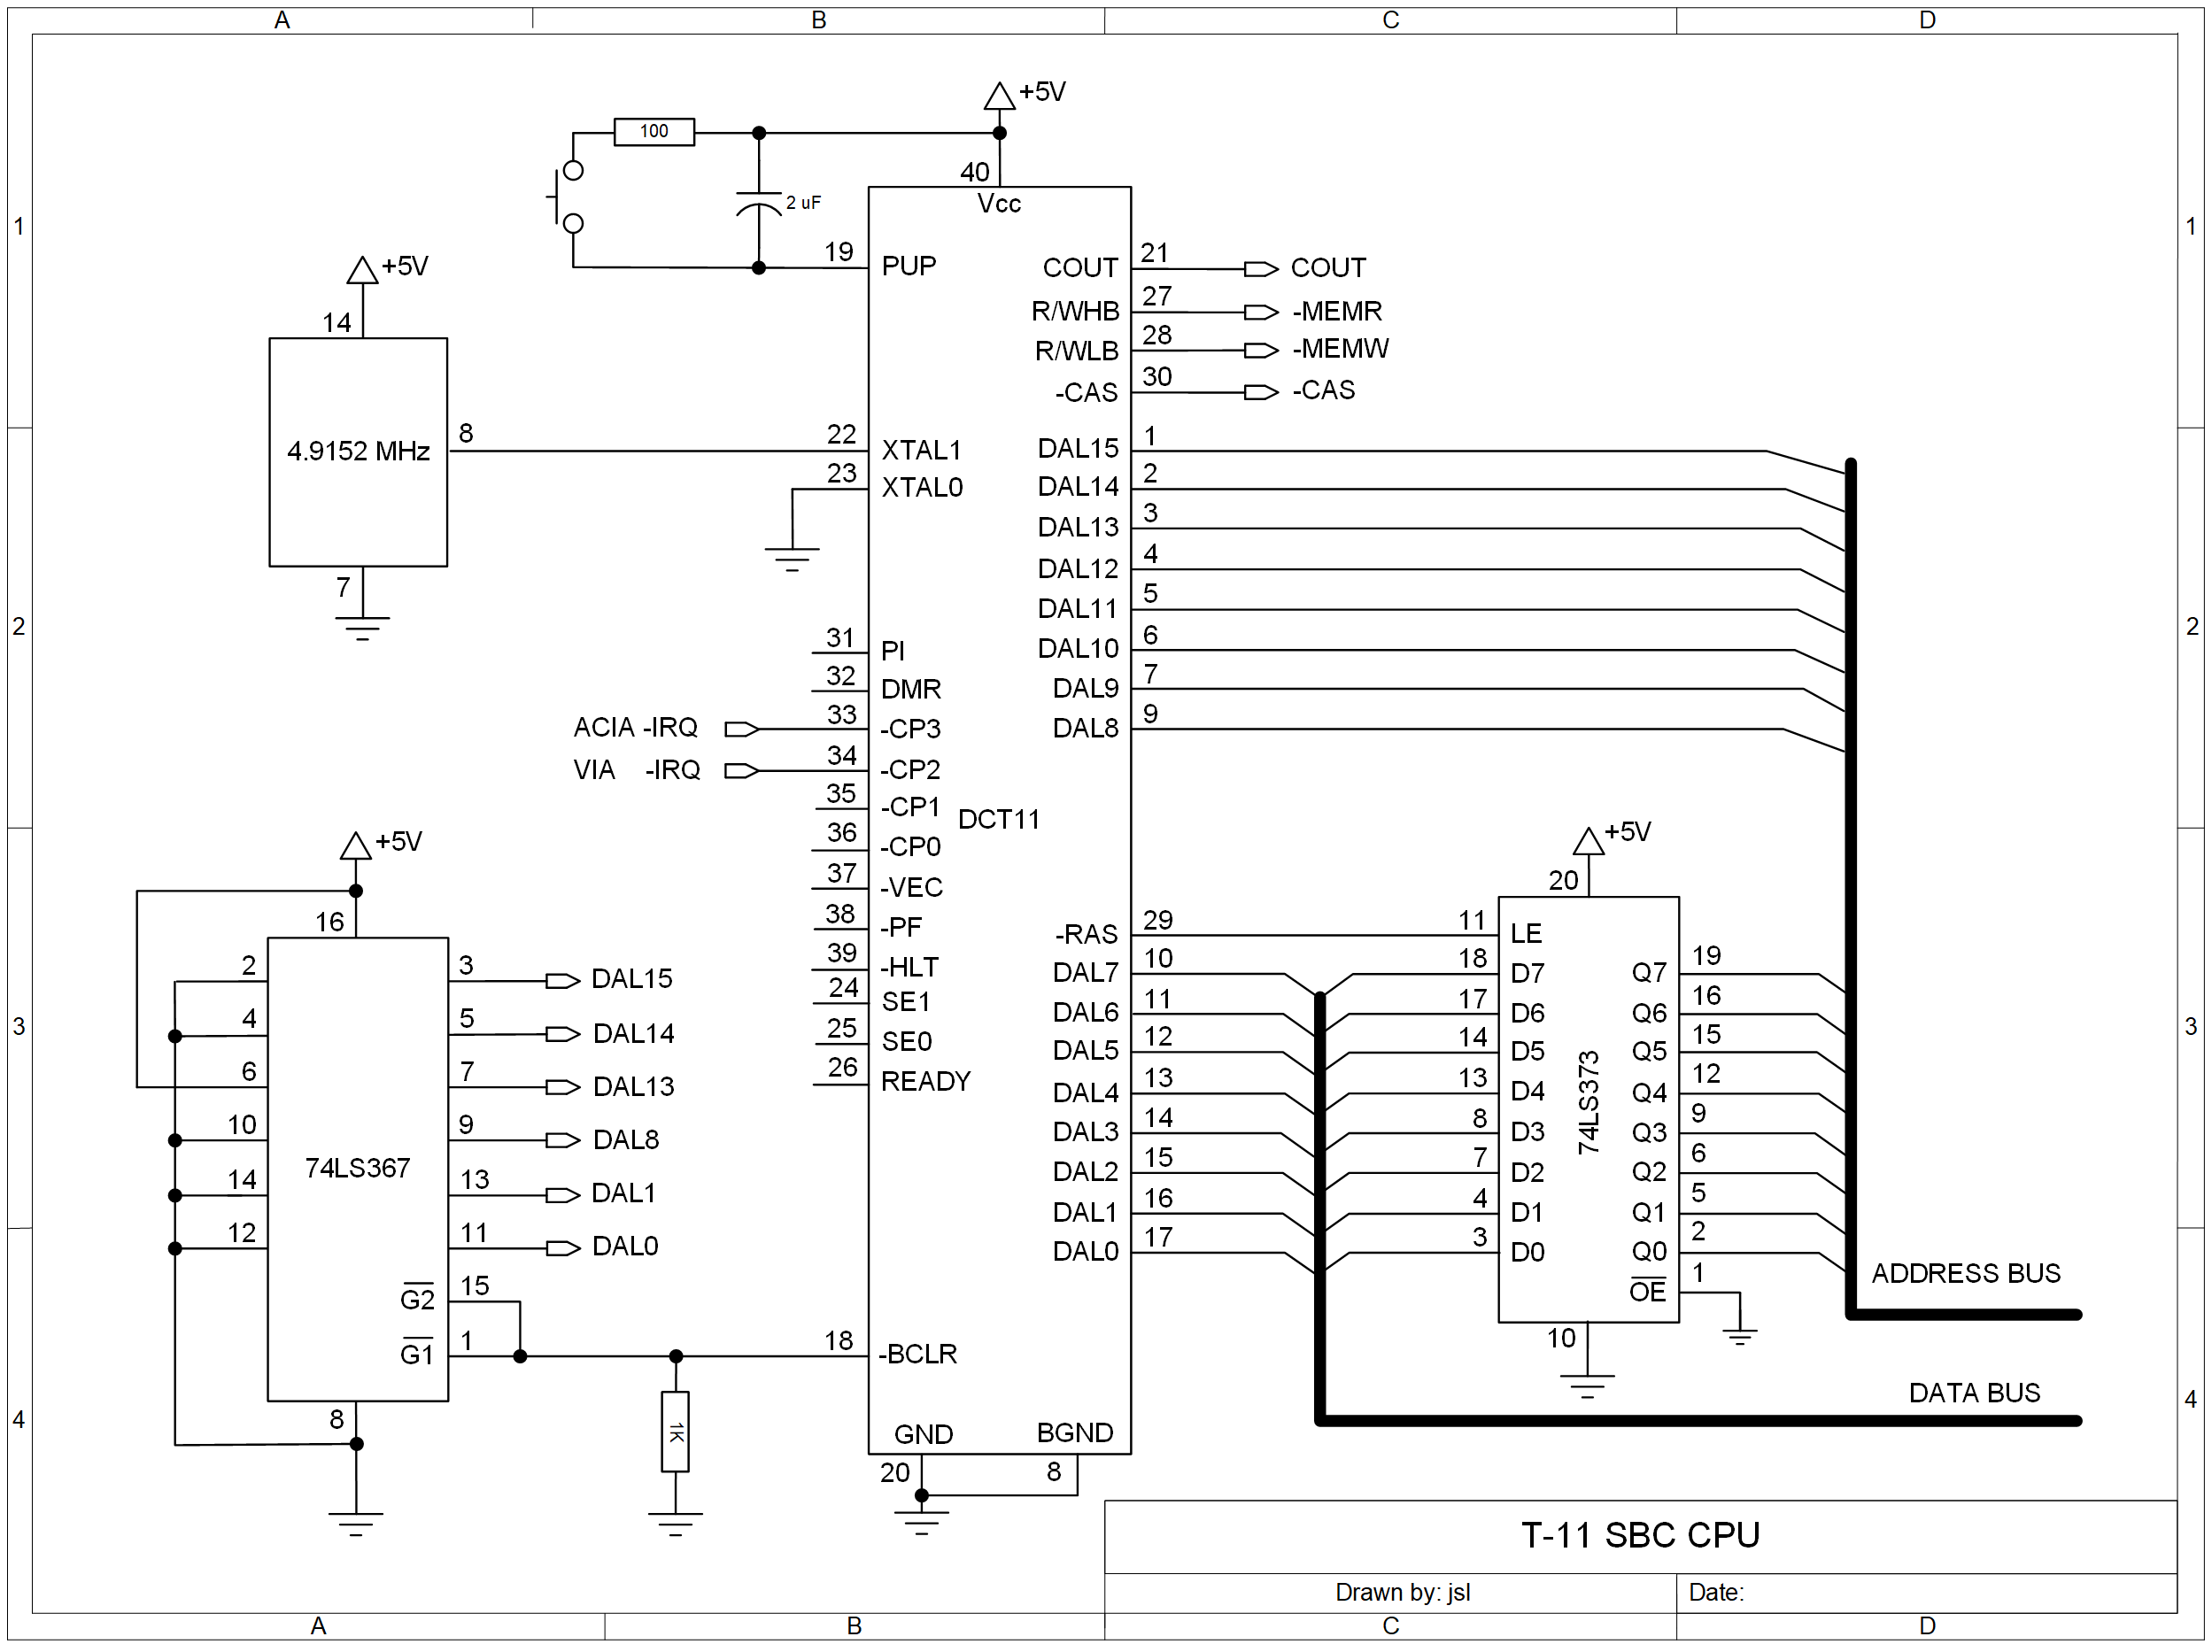 A B C D
+5V
100
40
Vcc
2 uF
1 1
19 PUP
COUT 21 COUT
+5V
R/WHB 27 -MEMR
14
R/WLB 28 -MEMW
-CAS 30 -CAS
4.9152 MHz 8
22 XTAL1
DAL15 1
23 XTAL0
DAL14 2
DAL13 3
DAL12 4
7
DAL11 5
2 2
31 PI
DAL10 6
32 DMR
DAL9 7
ACIA -IRQ 33 -CP3
DAL8 9
VIA -IRQ 34 -CP2
35 -CP1
DCT11
36 -CP0
+5V
+5V
37 -VEC
20
16
38 -PF
-RAS 29 11 LE
39 -HLT
2 3 DAL15
DAL7 10 18 D7 Q7 19
24 SE1
4 5 DAL14
DAL6 11 17 D6 Q6 16
3 3
25 SE0
DAL5 12 14 D5 Q5 15
6 7 DAL13
26 READY
DAL4 13 13 D4 Q4 12
74LS373
10 9 DAL8
DAL3 14 8 D3 Q3 9
74LS367
DAL2 15 7 D2 Q2 6
14 13 DAL1
DAL1 16 4 D1 Q1 5
12 11 DAL0
DAL0 17 3 D0 Q0 2
ADDRESS BUS
G2 15
OE 1
G1 1
18 -BCLR
10
DATA BUS
4 4
8
1K
GND BGND
20 8
T-11 SBC CPU
Drawn by: jsl Date:
A B C D